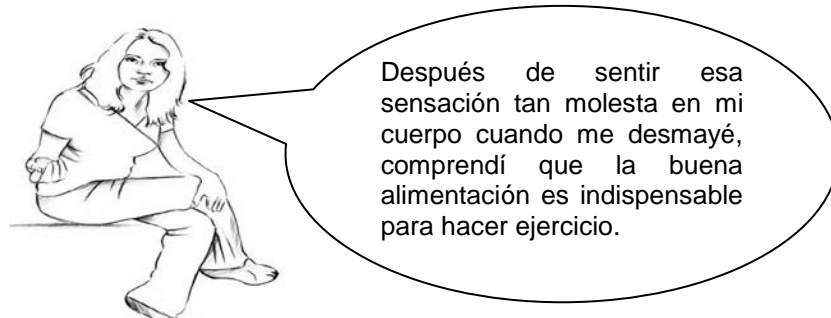 Después de sentir esa
sensación tan molesta en mi
cuerpo cuando me desmayé,
comprendí que la buena
alimentación es indispensable
para hacer ejercicio.